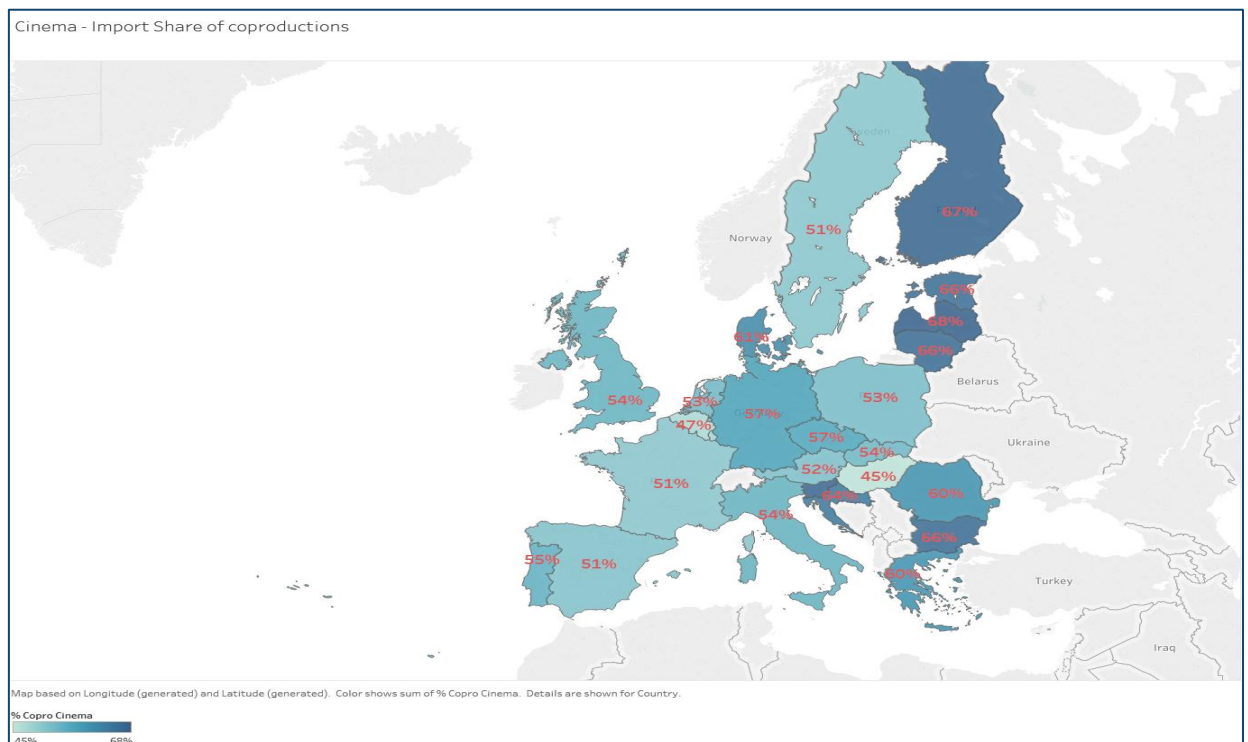 Cinema - Import Share of coproductions
67%
Norway
51%
66%
68%
61%
66%
Belarus
54%
53%
57%
53%
47%
Ukraine
57%
54%
52%
45%
51%
60%
54%
66%
55%
51%
60%
Turkey
Iraq
Map based on Longitude (generated) and Latitude (generated). Color shows sum of % Copro Cinema. Details are shown for Country.
% Copro Cinema
45% 68%